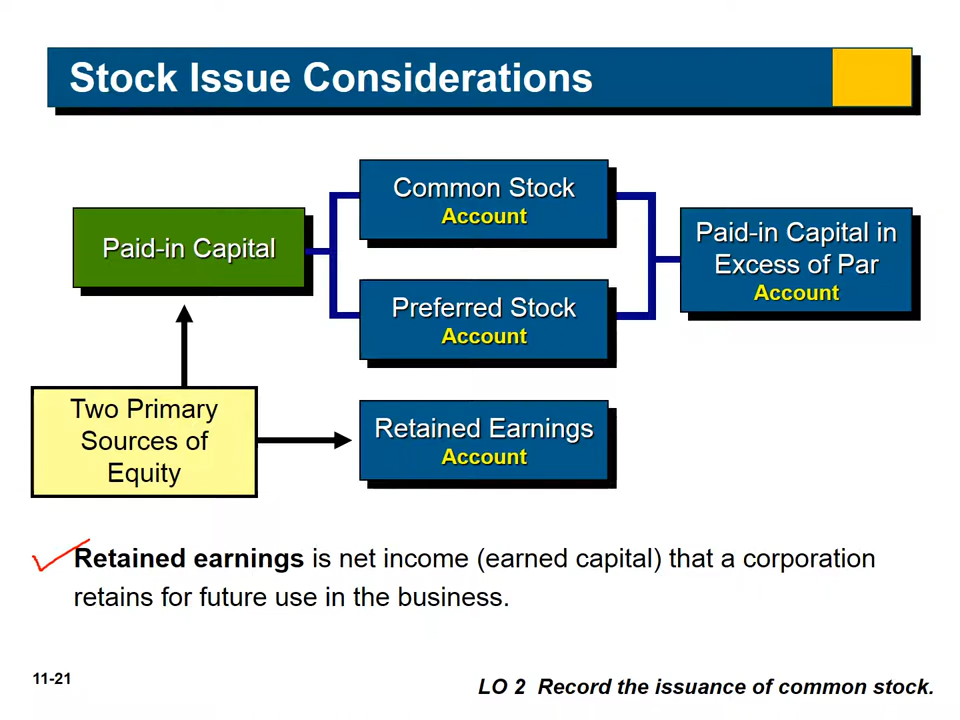 Stock Issue Considerations
Common Stock
Account
Paid-in Capital
Paid-in Capital in
Excess of Par
Account
Preferred Stock
Account
Two Primary
Sources of
Equity
Retained Earnings
Account
Retained earnings is net income (earned capital) that a corporation
retains for future use in the business.
11-21
LO 2 Record the issuance of common stock.